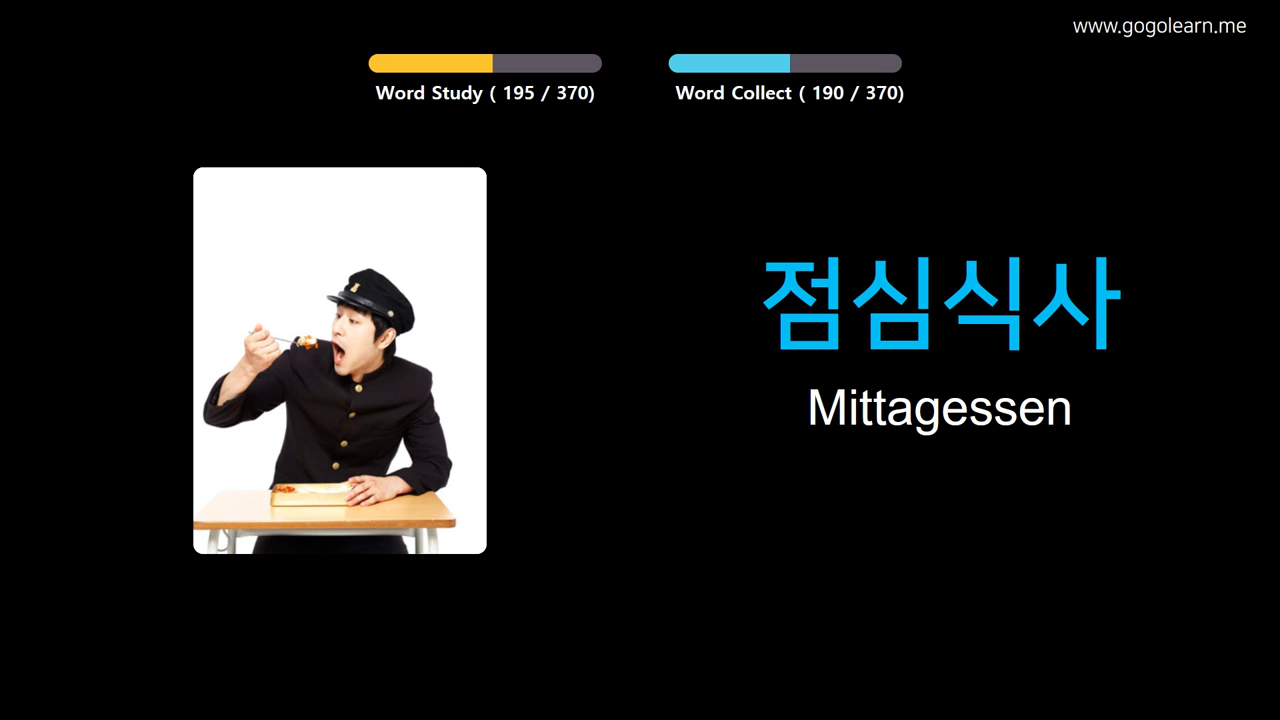 www.gogolearn.me
Word Study ( 195 / 370)
Word Collect ( 190 / 370)
점심식사
Mittagessen